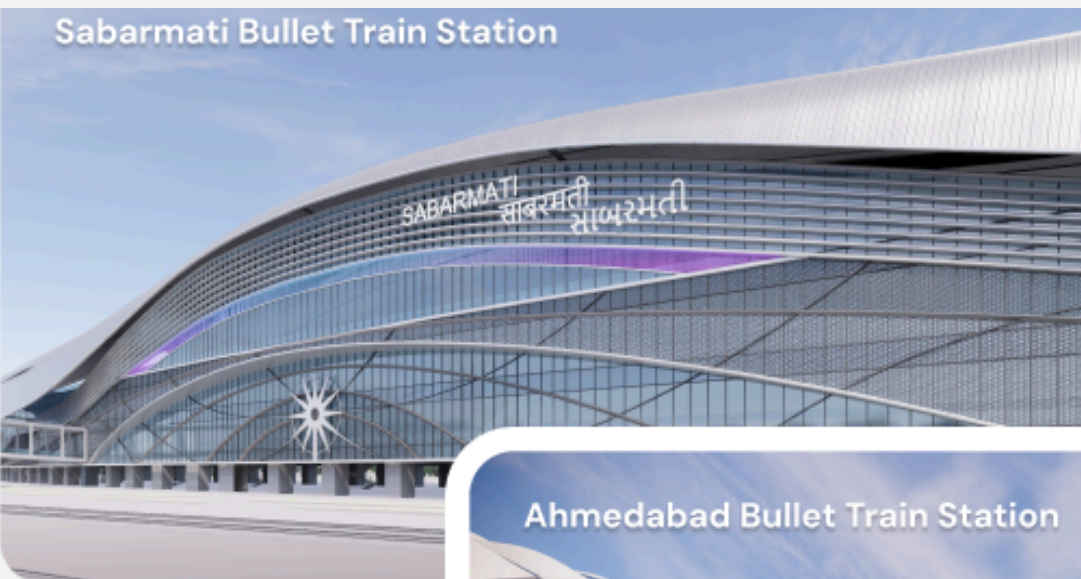 Sabarmati Bullet Train Station
SABARMATI
साबरमती
સાબરમતી
Ahmedabad Bullet Train Station